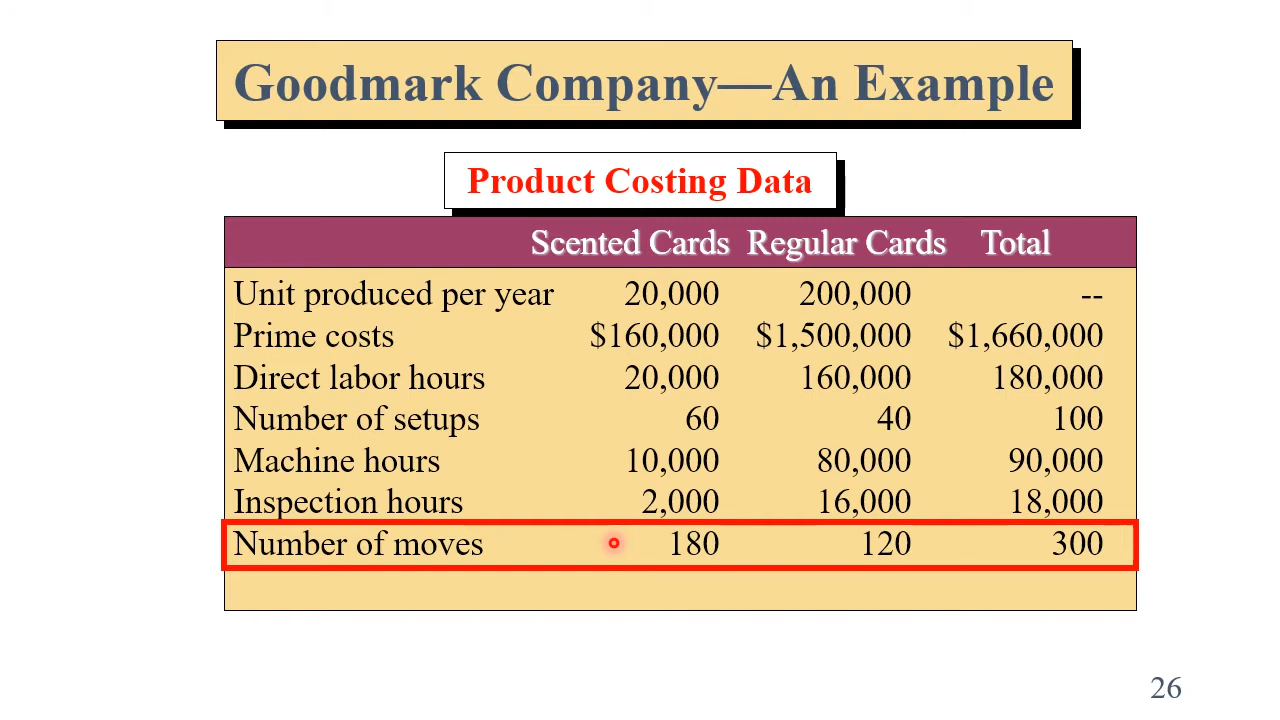 Goodmark Company—An Example
Product Costing Data
Scented Cards Regular Cards Total
Unit produced per year 20,000 200,000 --
Prime costs $160,000 $1,500,000 $1,660,000
Direct labor hours 20,000 160,000 180,000
Number of setups 60 40 100
Machine hours 10,000 80,000 90,000
Inspection hours 2,000 16,000 18,000
Number of moves 180 120 300
26